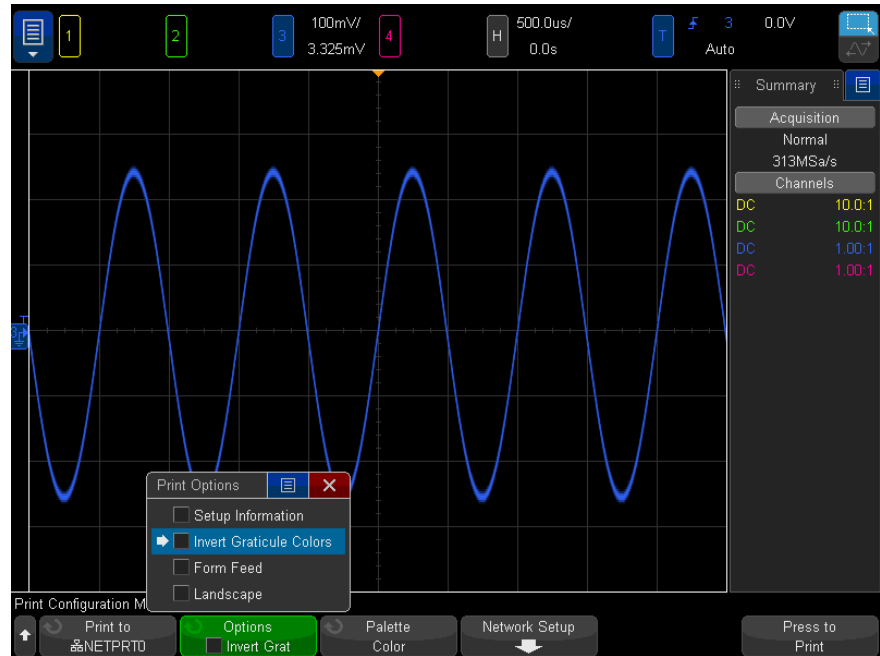 1
2
3
100mV/
3.325mV
4
H
500.0us/
0.0s
T
3
0.0V
Auto
Summary
Acquisition
Normal
313MSa/s
Channels
DC 10.0:1
DC 10.0:1
DC 1.00:1
DC 1.00:1
T
3
Print Options
Setup Information
Invert Graticule Colors
Form Feed
Landscape
Print Configuration M
Print to
NETPRT0
Options
Invert Grat
Palette
Color
Network Setup
Press to
Print